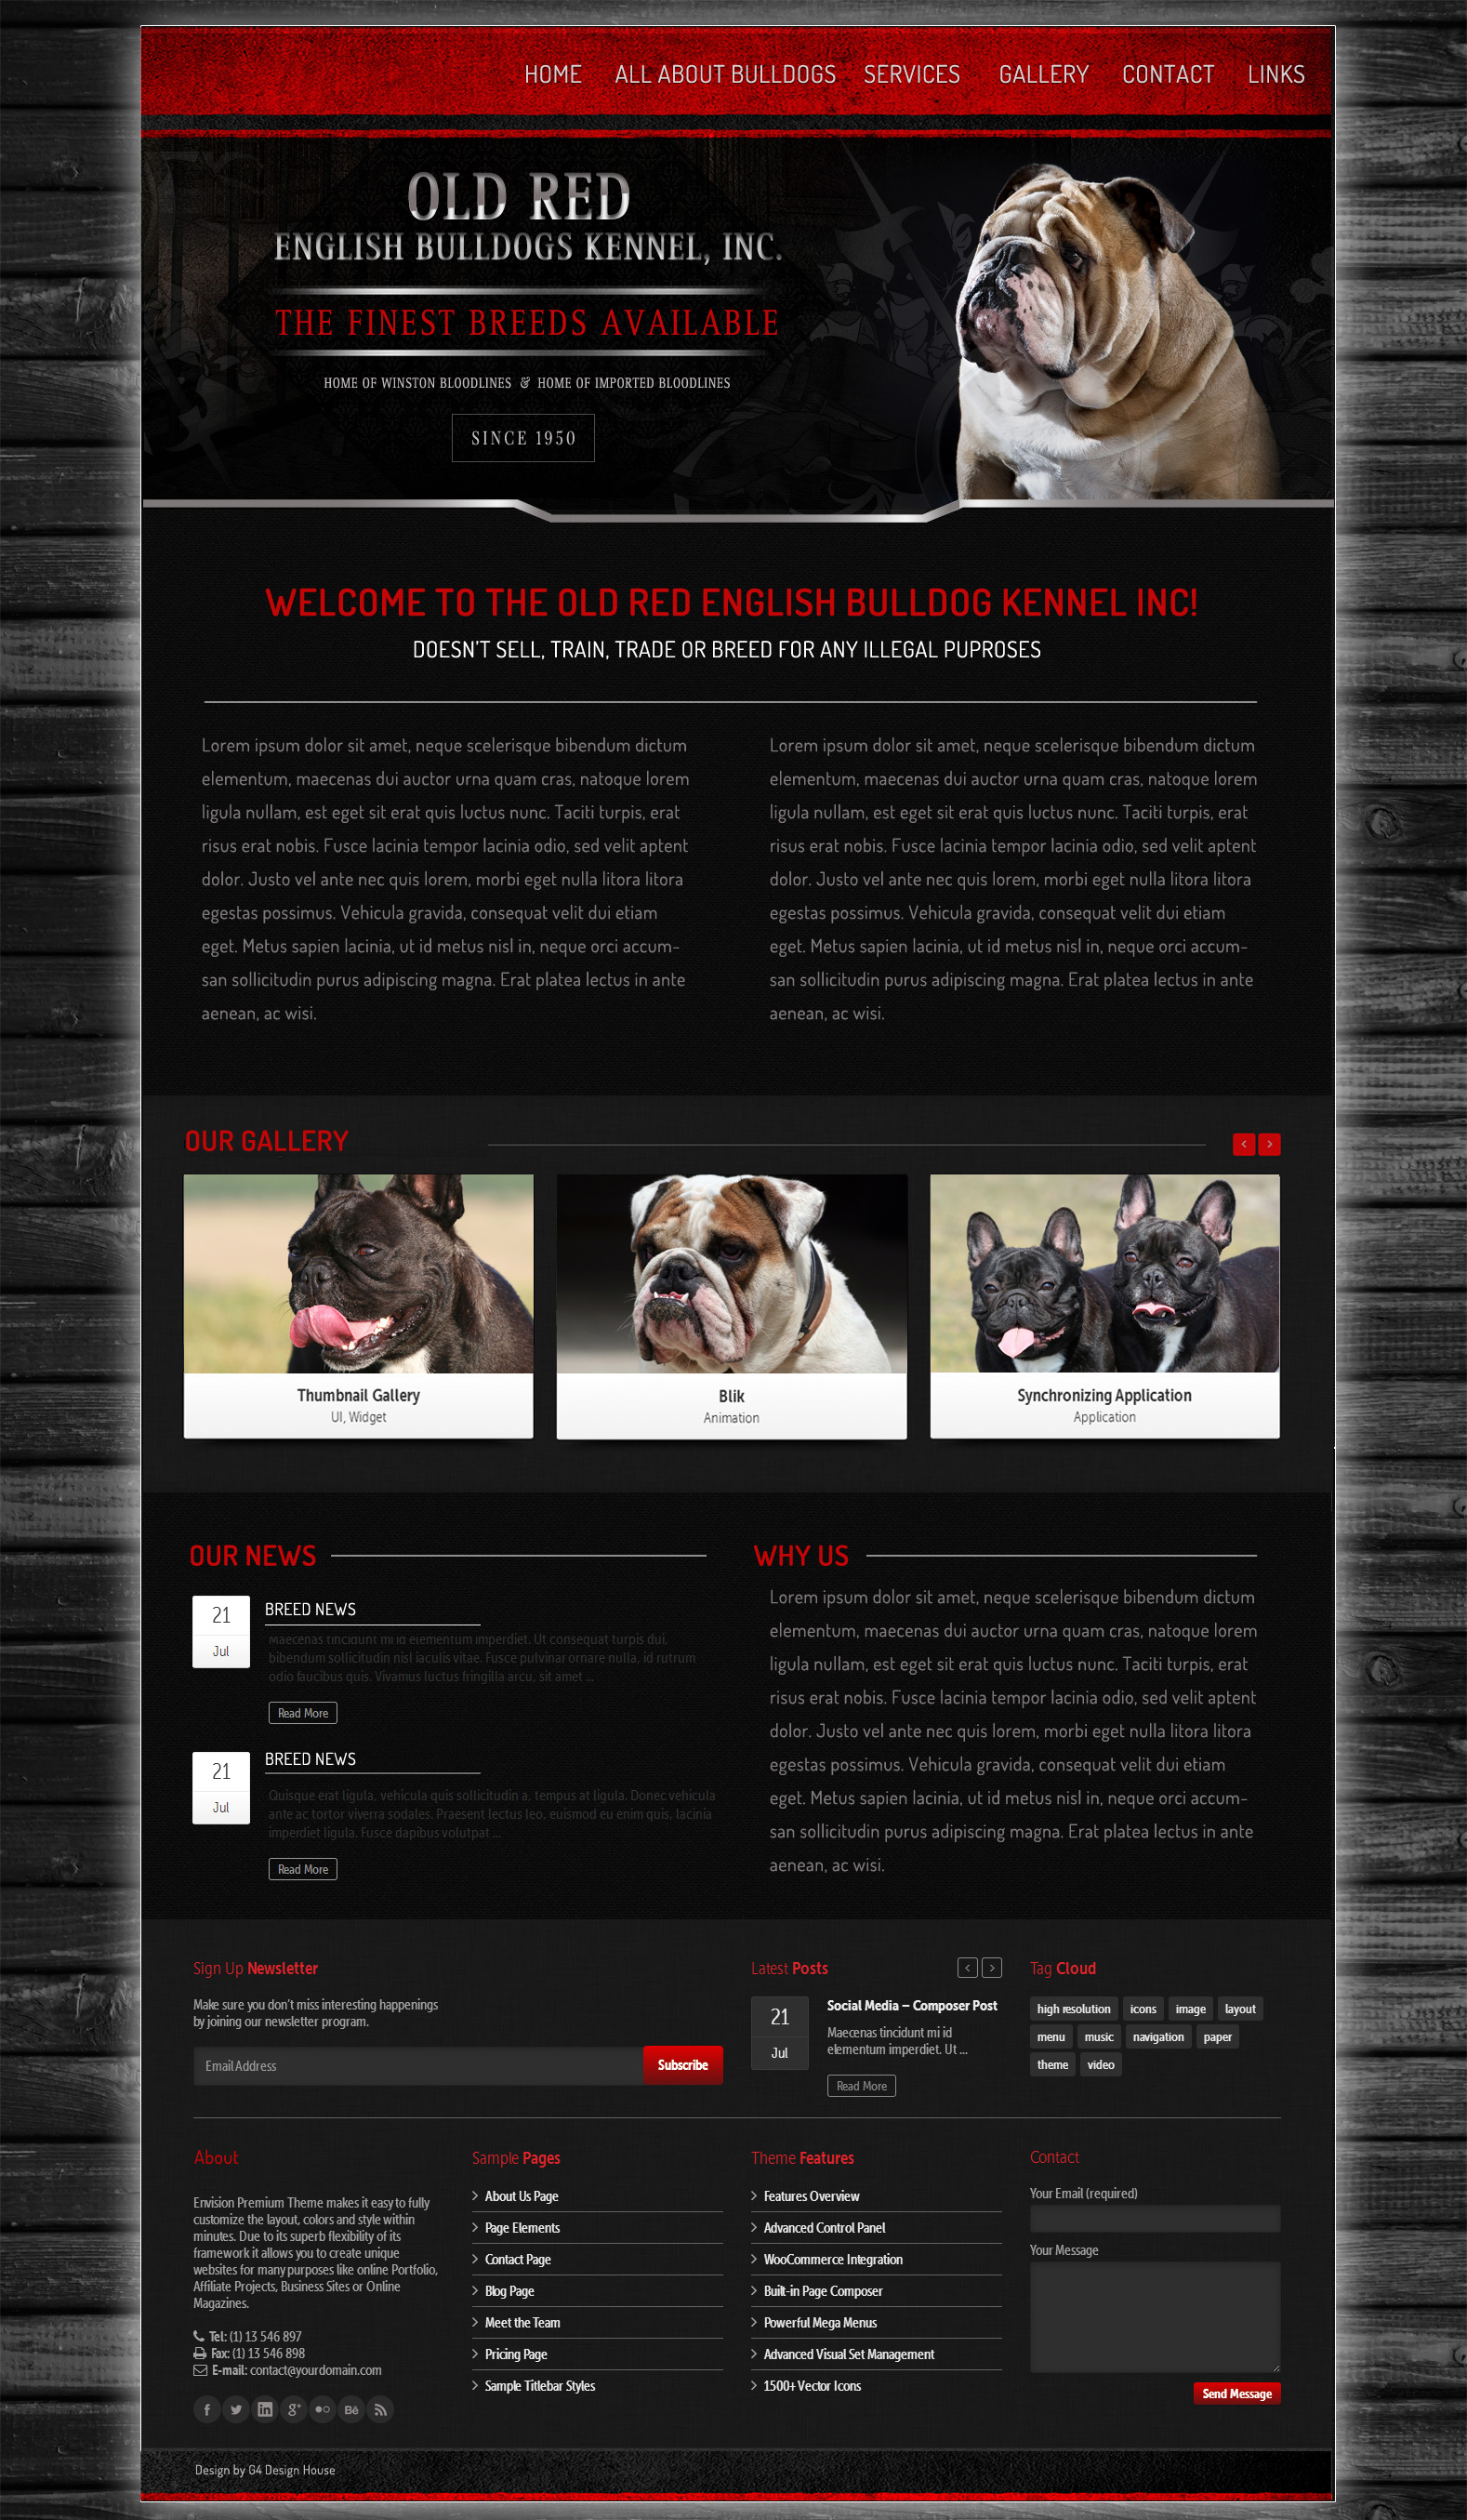 HOME ALL ABOUT BULLDOGS SERVICES GALLERY CONTACT LINKS
OLD RED
ENGLISH BULLDOGS KENNEL, INC.
THE FINEST BREEDS AVAILABLE
HOME OF WINSTON BLOODLINES & HOME OF IMPORTED BLOODLINES
SINCE 1950
WELCOME TO THE OLD RED ENGLISH BULLDOG KENNEL INC!
DOESN'T SELL, TRAIN, TRADE OR BREED FOR ANY ILLEGAL PUPROSES
Lorem ipsum dolor sit amet, neque scelerisque bibendum dictum
elementum, maecenas dui auctor urna quam cras, natoque lorem
ligula nullam, est eget sit erat quis luctus nunc. Taciti turpis, erat
risus erat nobis. Fusce lacinia tempor lacinia odio, sed velit aptent
dolor. Justo vel ante nec quis lorem, morbi eget nulla litora litora
egestas possimus. Vehicula gravida, consequat velit dui etiam
eget. Metus sapien lacinia, ut id metus nisl in, neque orci accum-
san sollicitudin purus adipiscing magna. Erat platea lectus in ante
aenean, ac wisi.
Lorem ipsum dolor sit amet, neque scelerisque bibendum dictum
elementum, maecenas dui auctor urna quam cras, natoque lorem
ligula nullam, est eget sit erat quis luctus nunc. Taciti turpis, erat
risus erat nobis. Fusce lacinia tempor lacinia odio, sed velit aptent
dolor. Justo vel ante nec quis lorem, morbi eget nulla litora litora
egestas possimus. Vehicula gravida, consequat velit dui etiam
eget. Metus sapien lacinia, ut id metus nisl in, neque orci accum-
san sollicitudin purus adipiscing magna. Erat platea lectus in ante
aenean, ac wisi.
OUR GALLERY
Thumbnail Gallery
UI, Widget
Blik
Animation
Synchronizing Application
Application
OUR NEWS
21
Jul
BREED NEWS
Maecenas tincidunt mi id elementum imperdiet. Ut consequat turpis dui,
bibendum sollicitudin nisl iaculis vitae. Fusce pulvinar ornare nulla, id rutrum
odio faucibus quis. Vivamus luctus fringilla arcu, sit amet ...
Read More
21
Jul
BREED NEWS
Quisque erat ligula, vehicula quis sollicitudin a, tempus at ligula. Donec vehicula
ante ac tortor viverra sodales. Praesent lectus leo, euismod eu enim quis, lacinia
imperdiet ligula. Fusce dapibus volutpat ...
Read More
WHY US
Lorem ipsum dolor sit amet, neque scelerisque bibendum dictum
elementum, maecenas dui auctor urna quam cras, natoque lorem
ligula nullam, est eget sit erat quis luctus nunc. Taciti turpis, erat
risus erat nobis. Fusce lacinia tempor lacinia odio, sed velit aptent
dolor. Justo vel ante nec quis lorem, morbi eget nulla litora litora
egestas possimus. Vehicula gravida, consequat velit dui etiam
eget. Metus sapien lacinia, ut id metus nisl in, neque orci accum-
san sollicitudin purus adipiscing magna. Erat platea lectus in ante
aenean, ac wisi.
Sign Up Newsletter
Make sure you don't miss interesting happenings
by joining our newsletter program.
Email Address
Subscribe
Latest Posts
21
Jul
Social Media – Composer Post
Maecenas tincidunt mi id
elementum imperdiet. Ut ...
Read More
Tag Cloud
high resolution icons image layout
menu music navigation paper
theme video
About
Envision Premium Theme makes it easy to fully
customize the layout, colors and style within
minutes. Due to its superb flexibility of its
framework it allows you to create unique
websites for many purposes like online Portfolio,
Affiliate Projects, Business Sites or Online
Magazines.
Tel: (1) 13 546 897
Fax: (1) 13 546 898
E-mail: contact@yourdomain.com
Sample Pages
About Us Page
Page Elements
Contact Page
Blog Page
Meet the Team
Pricing Page
Sample Titlebar Styles
Theme Features
Features Overview
Advanced Control Panel
WooCommerce Integration
Built-in Page Composer
Powerful Mega Menus
Advanced Visual Set Management
1500+ Vector Icons
Contact
Your Email (required)
Your Message
Send Message
Design by G4 Design House